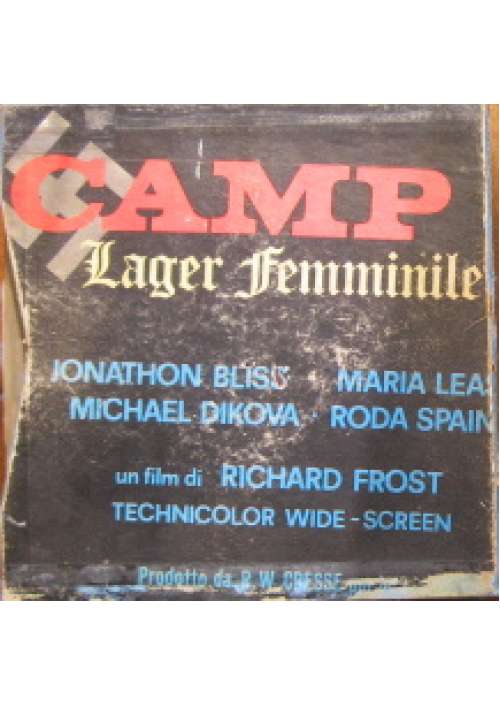 CAMP
Lager Femminile
JONATHON BLISS MARIA LEA
MICHAEL DIKOVA · RODA SPAIN
un film di RICHARD FROST
TECHNICOLOR WIDE-SCREEN
Prodotto da R. W. CRESSE